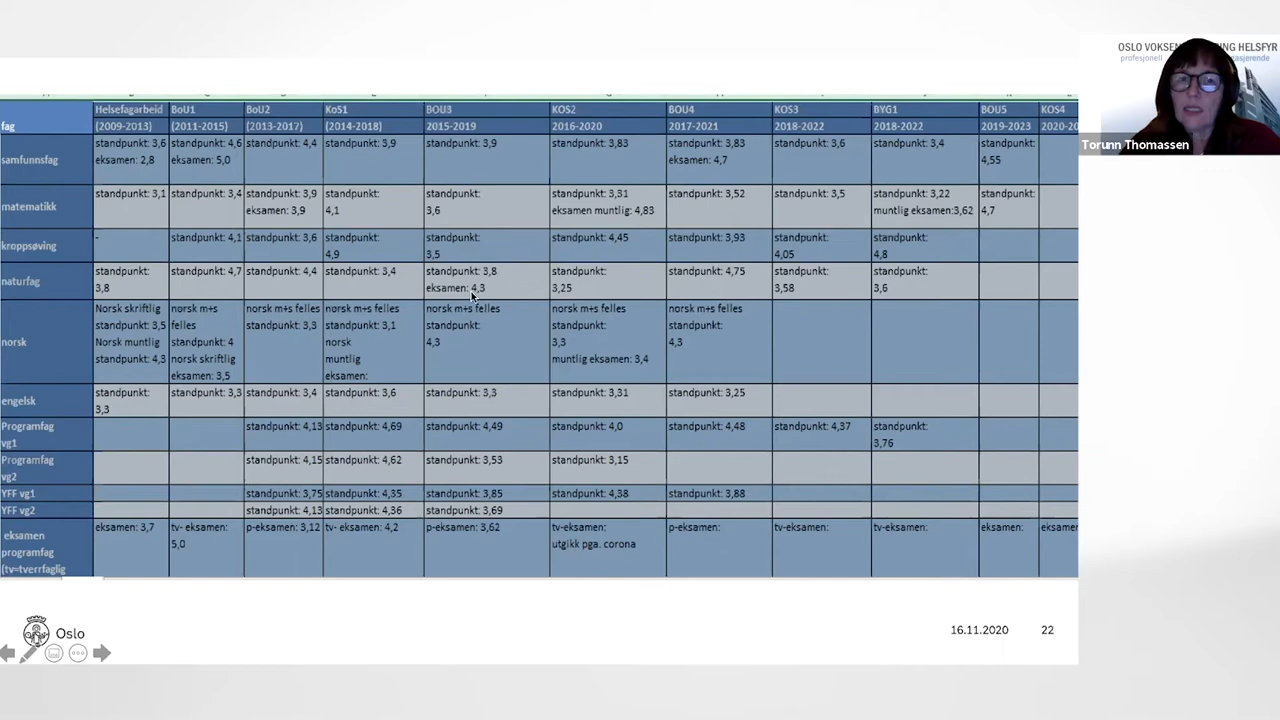 OSLO VOKSEN
NG HELSFYR
profesjonell
asjerende
Torunn Thomassen
fag
Helsefagarbeid
(2009-2013)
BoU1
(2011-2015)
BoU2
(2013-2017)
KoS1
(2014-2018)
BOU3
2015-2019
KOS2
2016-2020
BOU4
2017-2021
KOS3
2018-2022
BYG1
2018-2022
BOU5
2019-2023
KOS4
2020-20
samfunnsfag
standpunkt: 3,6
eksamen: 2,8
standpunkt: 4,6
eksamen: 5,0
standpunkt: 4,4
standpunkt: 3,9
standpunkt: 3,9
standpunkt: 3,83
standpunkt: 3,83
eksamen: 4,7
standpunkt: 3,6
standpunkt: 3,4
standpunkt:
4,55
matematikk
standpunkt: 3,1
standpunkt: 3,4
standpunkt: 3,9
eksamen: 3,9
standpunkt:
4,1
standpunkt:
3,6
standpunkt: 3,31
eksamen muntlig: 4,83
standpunkt: 3,52
standpunkt: 3,5
standpunkt: 3,22
muntlig eksamen:3,62
standpunkt:
4,7
kroppsøving
-
standpunkt: 4,1
standpunkt: 3,6
standpunkt:
4,9
standpunkt:
3,5
standpunkt: 4,45
standpunkt: 3,93
standpunkt:
4,05
standpunkt:
4,8
naturfag
standpunkt:
3,8
standpunkt: 4,7
standpunkt: 4,4
standpunkt: 3,4
standpunkt: 3,8
eksamen: 4,3
standpunkt:
3,25
standpunkt: 4,75
standpunkt:
3,58
standpunkt:
3,6
norsk
Norsk skriftlig
standpunkt: 3,5
Norsk muntlig
standpunkt: 4,3
norsk m+s
felles
standpunkt: 4
norsk skriftlig
eksamen: 3,5
norsk m+s felles
standpunkt: 3,3
norsk m+s felles
standpunkt: 3,1
norsk
muntlig
eksamen:
norsk m+s felles
standpunkt:
4,3
norsk m+s felles
standpunkt:
3,3
muntlig eksamen: 3,4
norsk m+s felles
standpunkt:
4,3
engelsk
standpunkt:
3,3
standpunkt: 3,3
standpunkt: 3,4
standpunkt: 3,6
standpunkt: 3,3
standpunkt: 3,31
standpunkt: 3,25
Programfag
vg1
standpunkt: 4,13
standpunkt: 4,69
standpunkt: 4,49
standpunkt: 4,0
standpunkt: 4,48
standpunkt: 4,37
standpunkt:
3,76
Programfag
vg2
standpunkt: 4,15
standpunkt: 4,62
standpunkt: 3,53
standpunkt: 3,15
YFF vg1
standpunkt: 3,75
standpunkt: 4,35
standpunkt: 3,85
standpunkt: 4,38
standpunkt: 3,88
YFF vg2
standpunkt: 4,13
standpunkt: 4,36
standpunkt: 3,69
eksamen
programfag
(tv=tverrfaglig
eksamen: 3,7
tv- eksamen:
5,0
p-eksamen: 3,12
tv- eksamen: 4,2
p-eksamen: 3,62
tv-eksamen:
utgikk pga. corona
p-eksamen:
tv-eksamen:
tv-eksamen:
eksamen:
eksamer
Oslo
16.11.2020
22